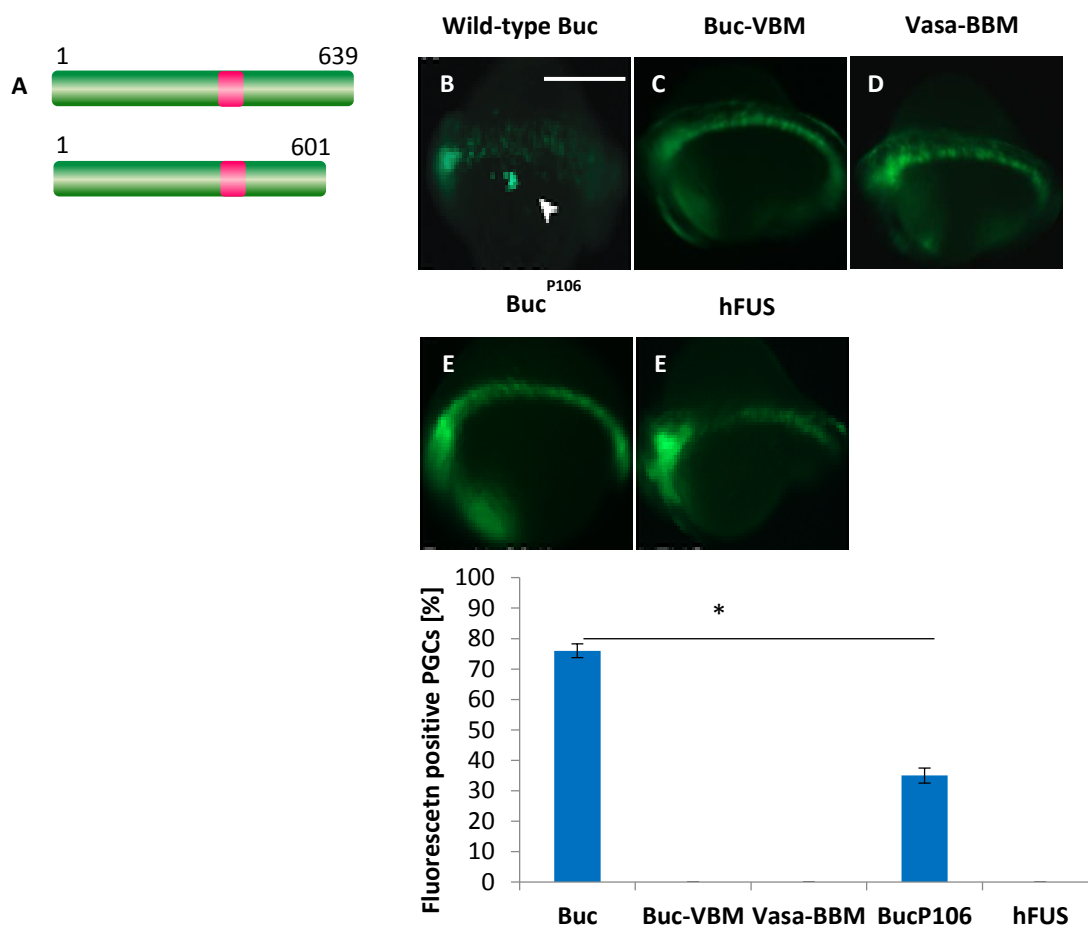 Wild-type Buc Buc-VBM Vasa-BBM
A
1 639
1 601
B C D
Buc P106 hFUS
E E
Fluorescetn positive PGCs [%]
100
90
80
70
60
50
40
30
20
10
0
*
Buc Buc-VBM Vasa-BBM BucP106 hFUS